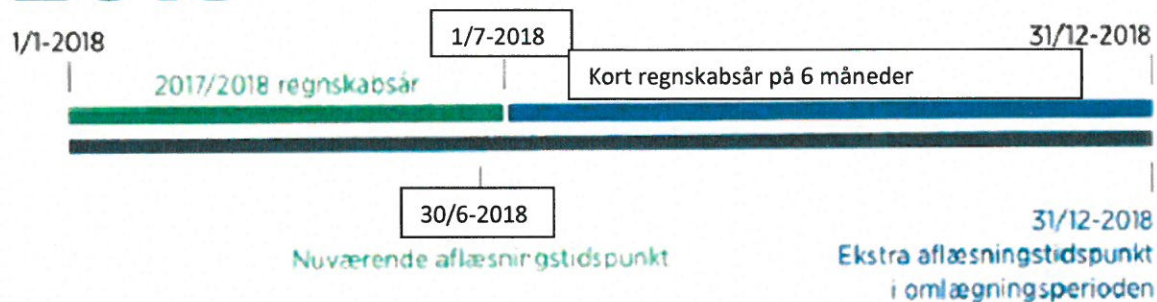 1/1-2018
1/7-2018
31/12-2018
2017/2018 regnskabsår
Kort regnskabsår på 6 måneder
30/6-2018
Nuværende aflæsningstidspunkt
31/12-2018
Ekstra aflæsningstidspunkt
i omlægningsperioden